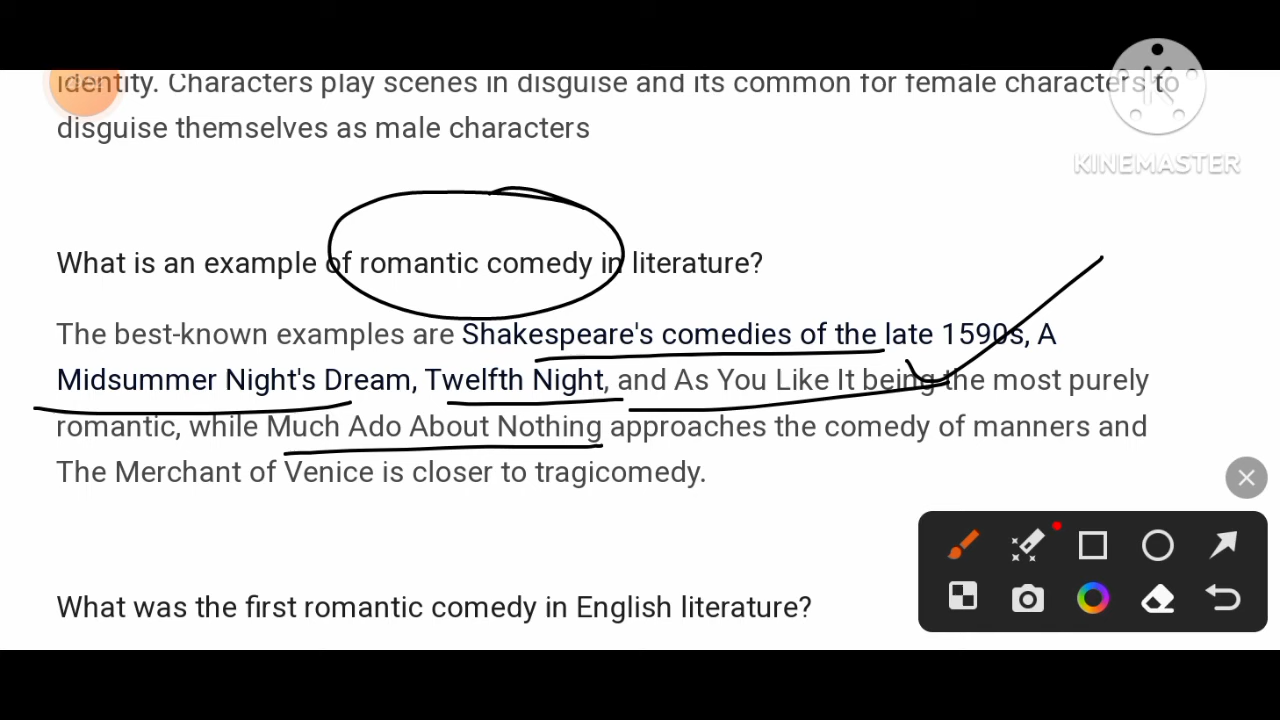 identity. Characters play scenes in disguise and its common for female characters to
disguise themselves as male characters
KINEMASTER
What is an example of romantic comedy in literature?
The best-known examples are Shakespeare's comedies of the late 1590s, A
Midsummer Night's Dream, Twelfth Night, and As You Like It being the most purely
romantic, while Much Ado About Nothing approaches the comedy of manners and
The Merchant of Venice is closer to tragicomedy.
What was the first romantic comedy in English literature?